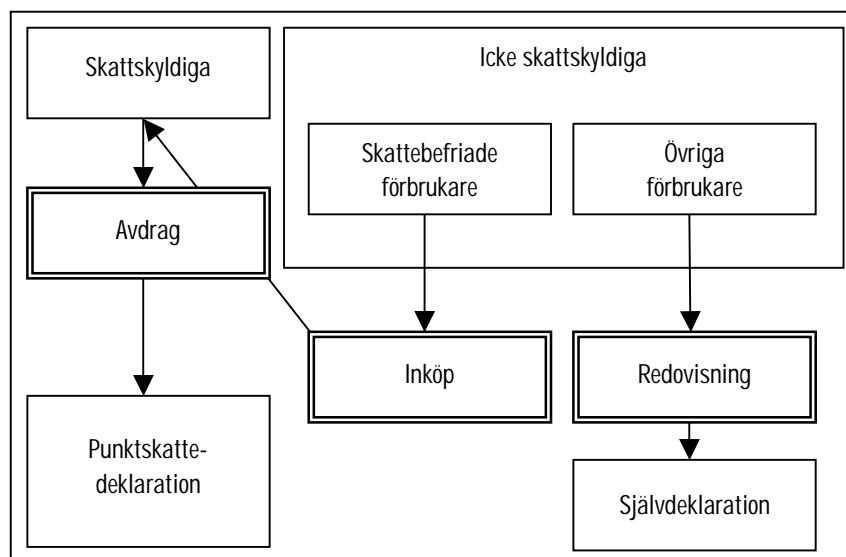 Skattskyldiga
Icke skattskyldiga
Skattebefriade
förbrukare
Övriga
förbrukare
Avdrag
Inköp
Redovisning
Punktskatte-
deklaration
Självdeklaration